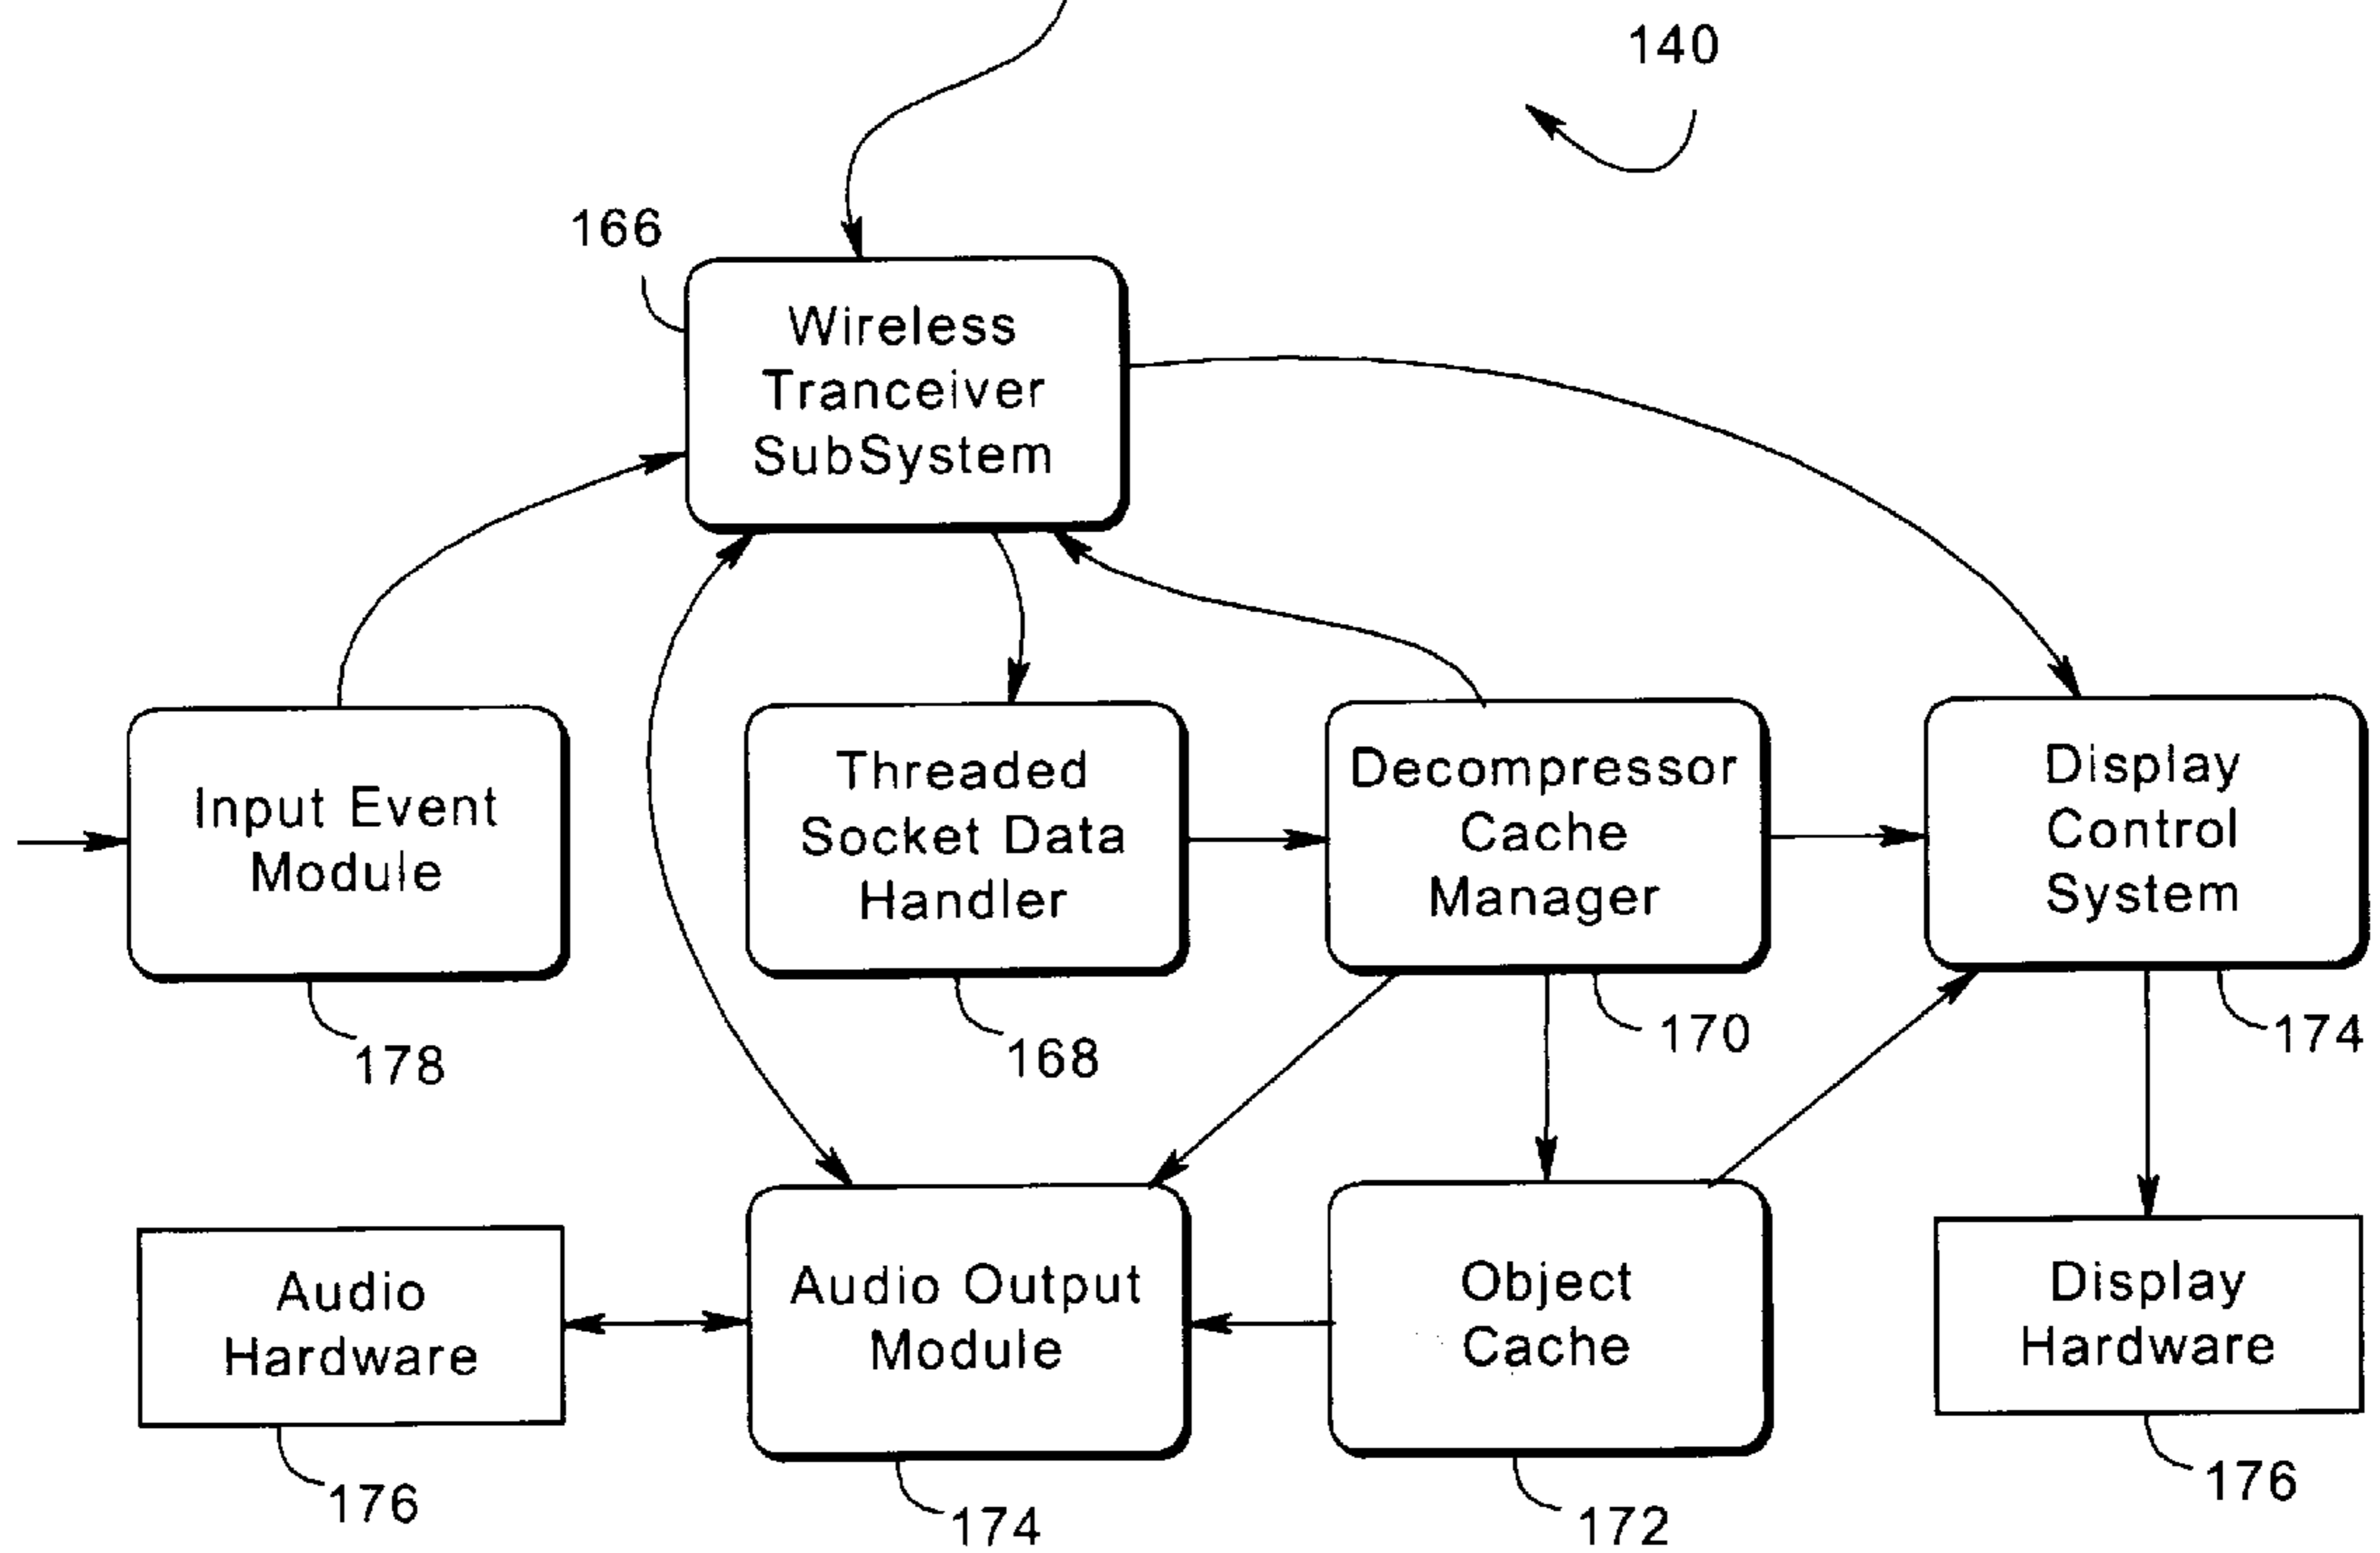 140
166
Wireless
Tranceiver
SubSystem
Input Event
Module
178
Threaded
Socket Data
Handler
168
Decompressor
Cache
Manager
170
Display
Control
System
174
Audio
Hardware
176
Audio Output
Module
174
Object
Cache
172
Display
Hardware
176